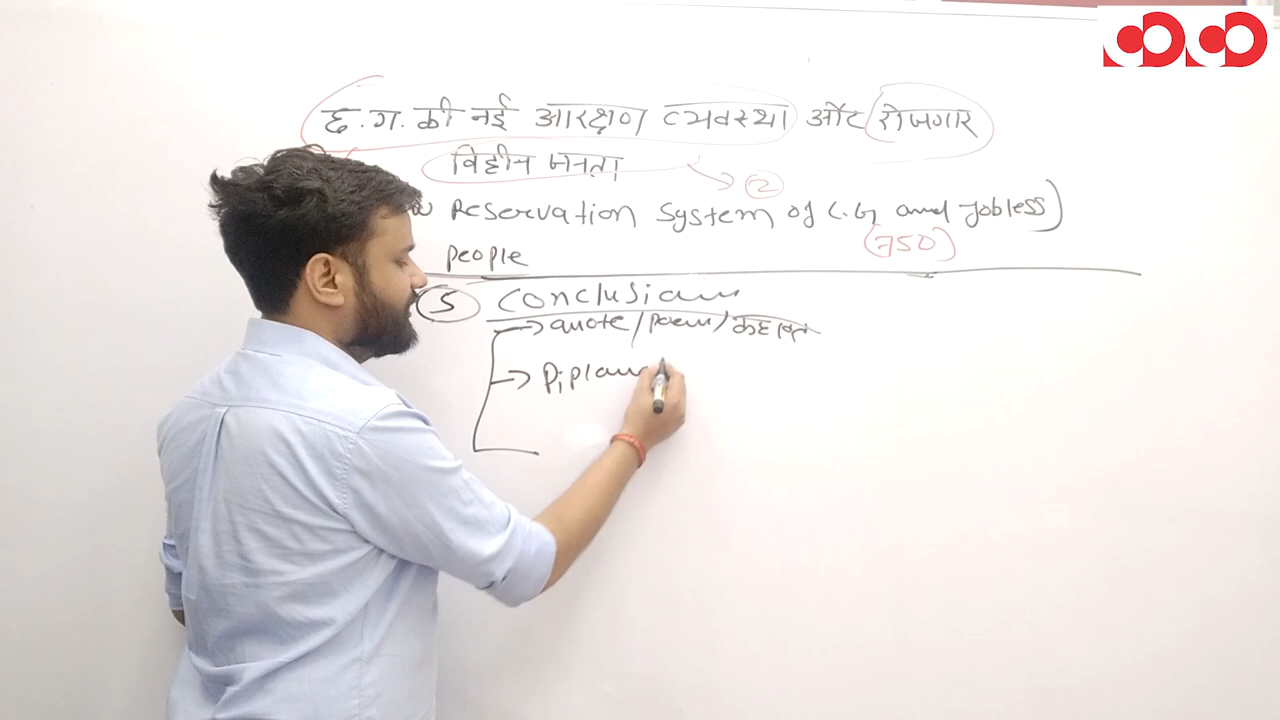 छ.ग. की नई आरक्षण व्यवस्था और रोजगार
विहीन जनता
→ 2
Reservation System of C.G and Jobless)
(750)
people
5 Conclusion
→ quote/poem/कहावत
→